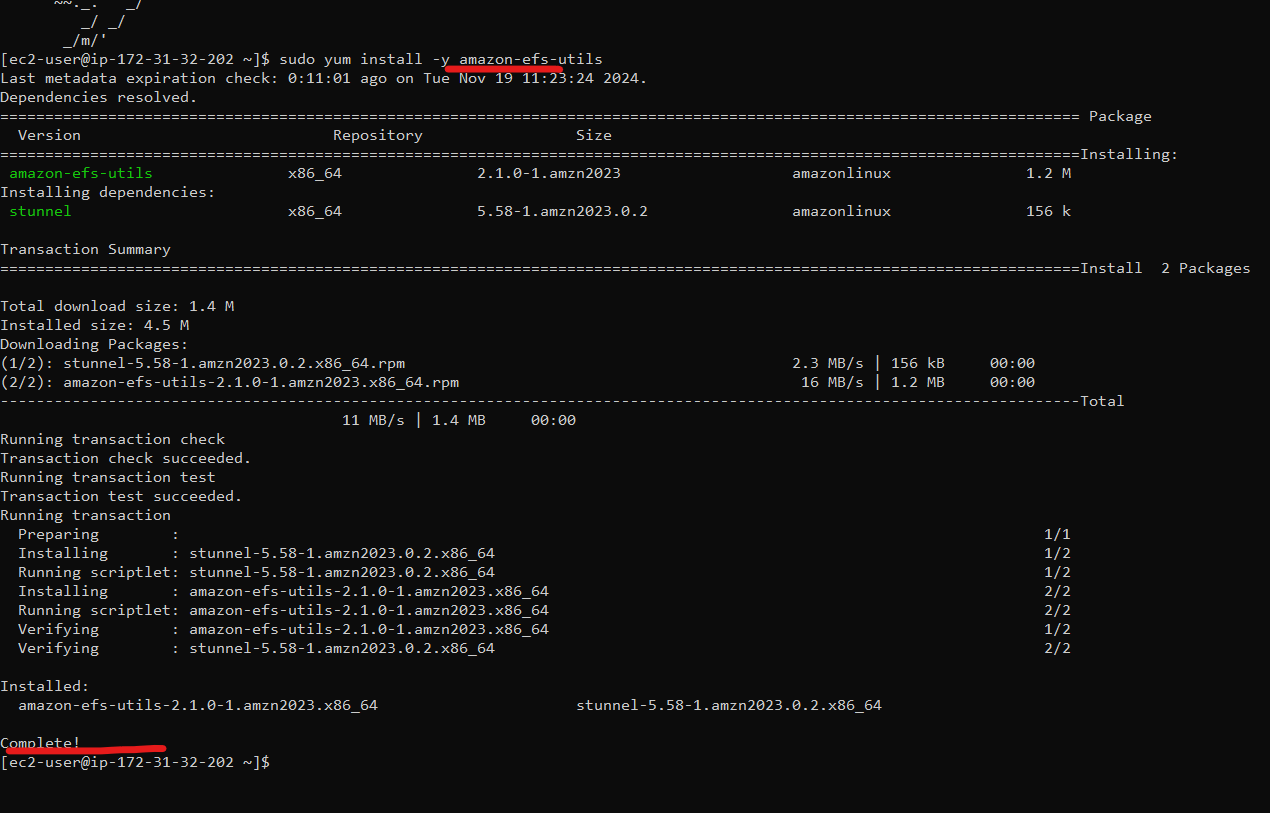 ~~._.   _/
_/ _/
_/m/'
[ec2-user@ip-172-31-32-202 ~]$ sudo yum install -y amazon-efs-utils
Last metadata expiration check: 0:11:01 ago on Tue Nov 19 11:23:24 2024.
Dependencies resolved.
======================================================================================================================== Package
Version                            Repository                 Size
========================================================================================================================Installing:
amazon-efs-utils               x86_64               2.1.0-1.amzn2023                   amazonlinux               1.2 M
Installing dependencies:
stunnel                        x86_64               5.58-1.amzn2023.0.2                amazonlinux               156 k
Transaction Summary
========================================================================================================================Install  2 Packages
Total download size: 1.4 M
Installed size: 4.5 M
Downloading Packages:
(1/2): stunnel-5.58-1.amzn2023.0.2.x86_64.rpm                                           2.3 MB/s | 156 kB     00:00
(2/2): amazon-efs-utils-2.1.0-1.amzn2023.x86_64.rpm                                      16 MB/s | 1.2 MB     00:00
------------------------------------------------------------------------------------------------------------------------Total
11 MB/s | 1.4 MB     00:00
Running transaction check
Transaction check succeeded.
Running transaction test
Transaction test succeeded.
Running transaction
Preparing        :                                                                                                1/1
Installing       : stunnel-5.58-1.amzn2023.0.2.x86_64                                                             1/2
Running scriptlet: stunnel-5.58-1.amzn2023.0.2.x86_64                                                             1/2
Installing       : amazon-efs-utils-2.1.0-1.amzn2023.x86_64                                                       2/2
Running scriptlet: amazon-efs-utils-2.1.0-1.amzn2023.x86_64                                                       2/2
Verifying        : amazon-efs-utils-2.1.0-1.amzn2023.x86_64                                                       1/2
Verifying        : stunnel-5.58-1.amzn2023.0.2.x86_64                                                             2/2
Installed:
amazon-efs-utils-2.1.0-1.amzn2023.x86_64                      stunnel-5.58-1.amzn2023.0.2.x86_64
Complete!
[ec2-user@ip-172-31-32-202 ~]$